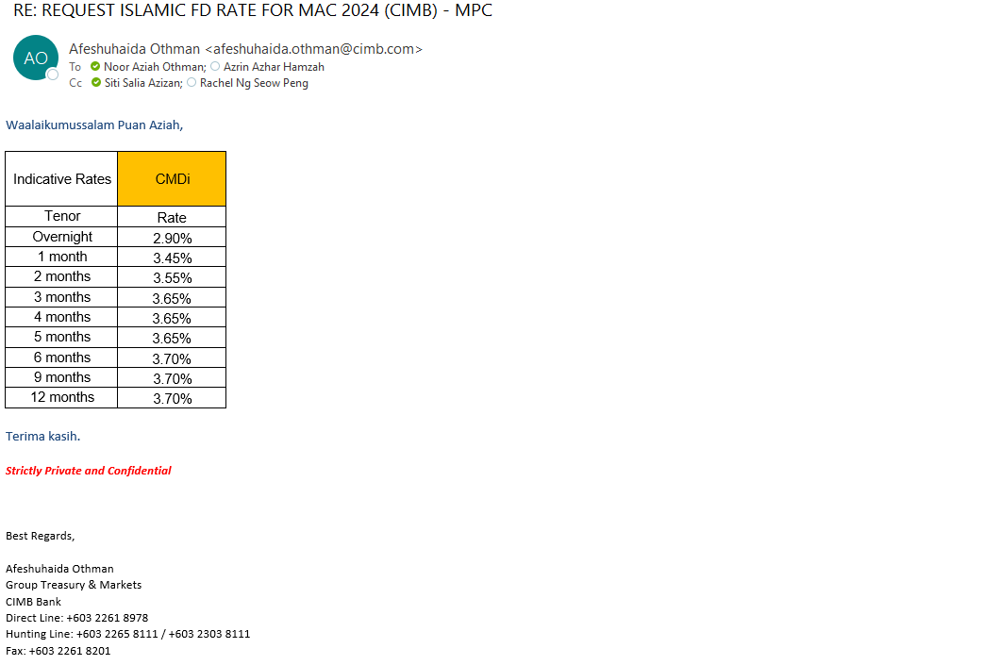 RE: REQUEST ISLAMIC FD RATE FOR MAC 2024 (CIMB) - MPC
AO
Afeshuhaida Othman <afeshuhaida.othman@cimb.com>
To Noor Aziah Othman; Azrin Azhar Hamzah
Cc Siti Salia Azizan; Rachel Ng Seow Peng
Waalaikumussalam Puan Aziah,
Indicative Rates CMDi
Tenor Rate
Overnight 2.90%
1 month 3.45%
2 months 3.55%
3 months 3.65%
4 months 3.65%
5 months 3.65%
6 months 3.70%
9 months 3.70%
12 months 3.70%
Terima kasih.
Strictly Private and Confidential
Best Regards,
Afeshuhaida Othman
Group Treasury & Markets
CIMB Bank
Direct Line: +603 2261 8978
Hunting Line: +603 2265 8111 / +603 2303 8111
Fax: +603 2261 8201